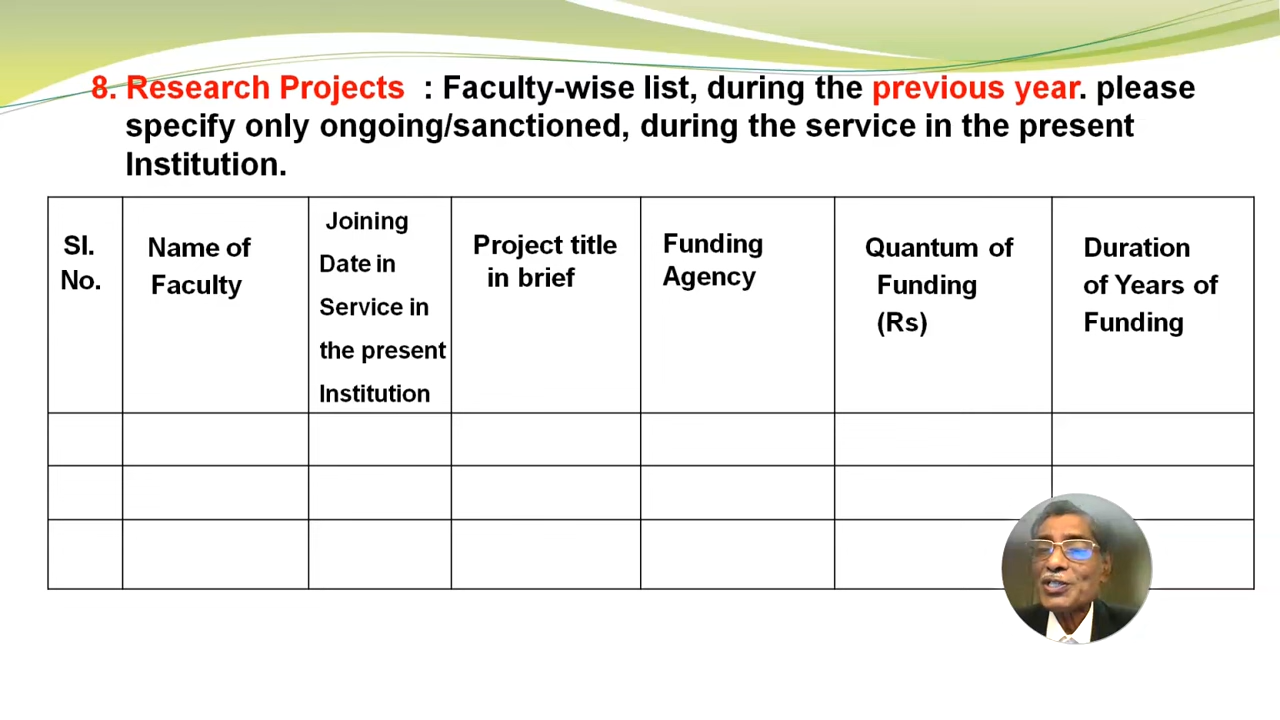 8. Research Projects : Faculty-wise list, during the previous year. please
specify only ongoing/sanctioned, during the service in the present
Institution.
Sl.
No.
Name of
Faculty
Joining
Date in
Service in
the present
Institution
Project title
in brief
Funding
Agency
Quantum of
Funding
(Rs)
Duration
of Years of
Funding